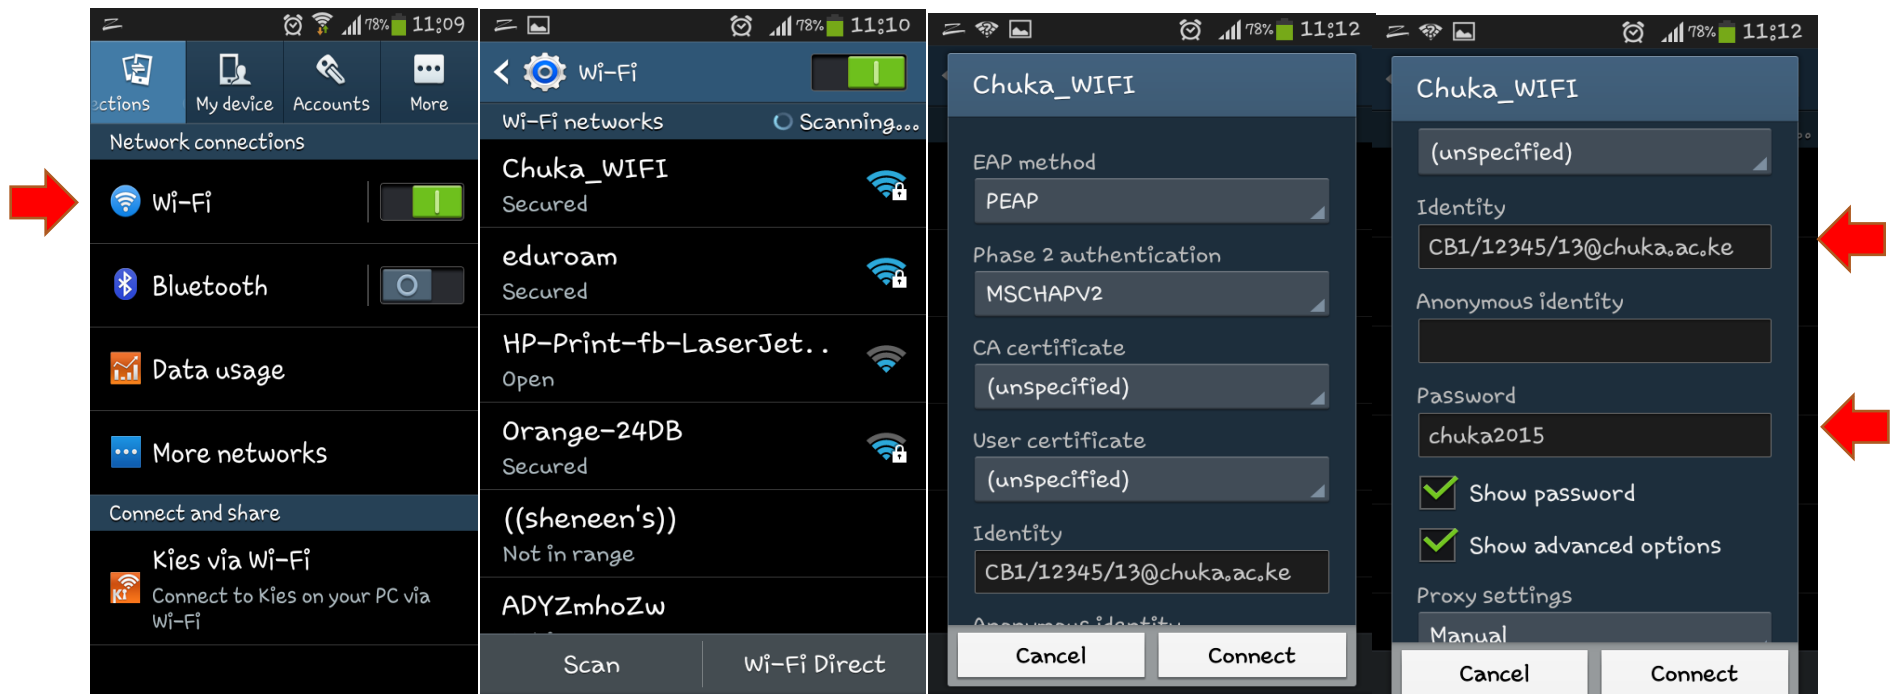 78% 11:09
ections My device Accounts More
Network connections
Wi-Fi
Bluetooth
Data usage
More networks
Connect and share
Kies via Wi-Fi
Connect to Kies on your PC via
Wi-Fi
78% 11:10
Wi-Fi
Wi-Fi networks Scanning...
Chuka_WIFI
Secured
eduroam
Secured
HP-Print-fb-LaserJet..
Open
Orange-24DB
Secured
((sheneen's))
Not in range
ADYZmhoZw
Scan Wi-Fi Direct
78% 11:12
Chuka_WIFI
EAP method
PEAP
Phase 2 authentication
MSCHAPV2
CA certificate
(unspecified)
User certificate
(unspecified)
Identity
CB1/12345/13@chuka.ac.ke
Anonymous identity
Cancel Connect
78% 11:12
Chuka_WIFI
(unspecified)
Identity
CB1/12345/13@chuka.ac.ke
Anonymous identity
Password
chuka2015
Show password
Show advanced options
Proxy settings
Manual
Cancel Connect